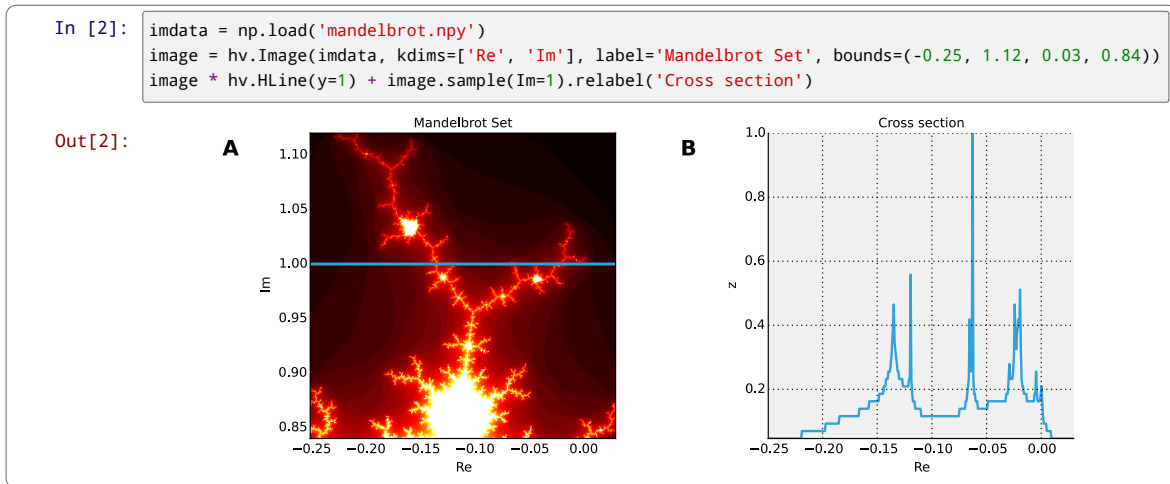 In [2]:
imdata = np.load('mandelbrot.npy')
image = hv.Image(imdata, kdims=['Re', 'Im'], label='Mandelbrot Set', bounds=(-0.25, 1.12, 0.03, 0.84))
image * hv.HLine(y=1) + image.sample(Im=1).relabel('Cross section')
Out[2]:
A
Mandelbrot Set
1.10
1.05
1.00
0.95
0.90
0.85
Im
−0.25 −0.20 −0.15 −0.10 −0.05 0.00
Re
B
Cross section
1.0
0.8
0.6
0.4
0.2
z
−0.25 −0.20 −0.15 −0.10 −0.05 0.00
Re